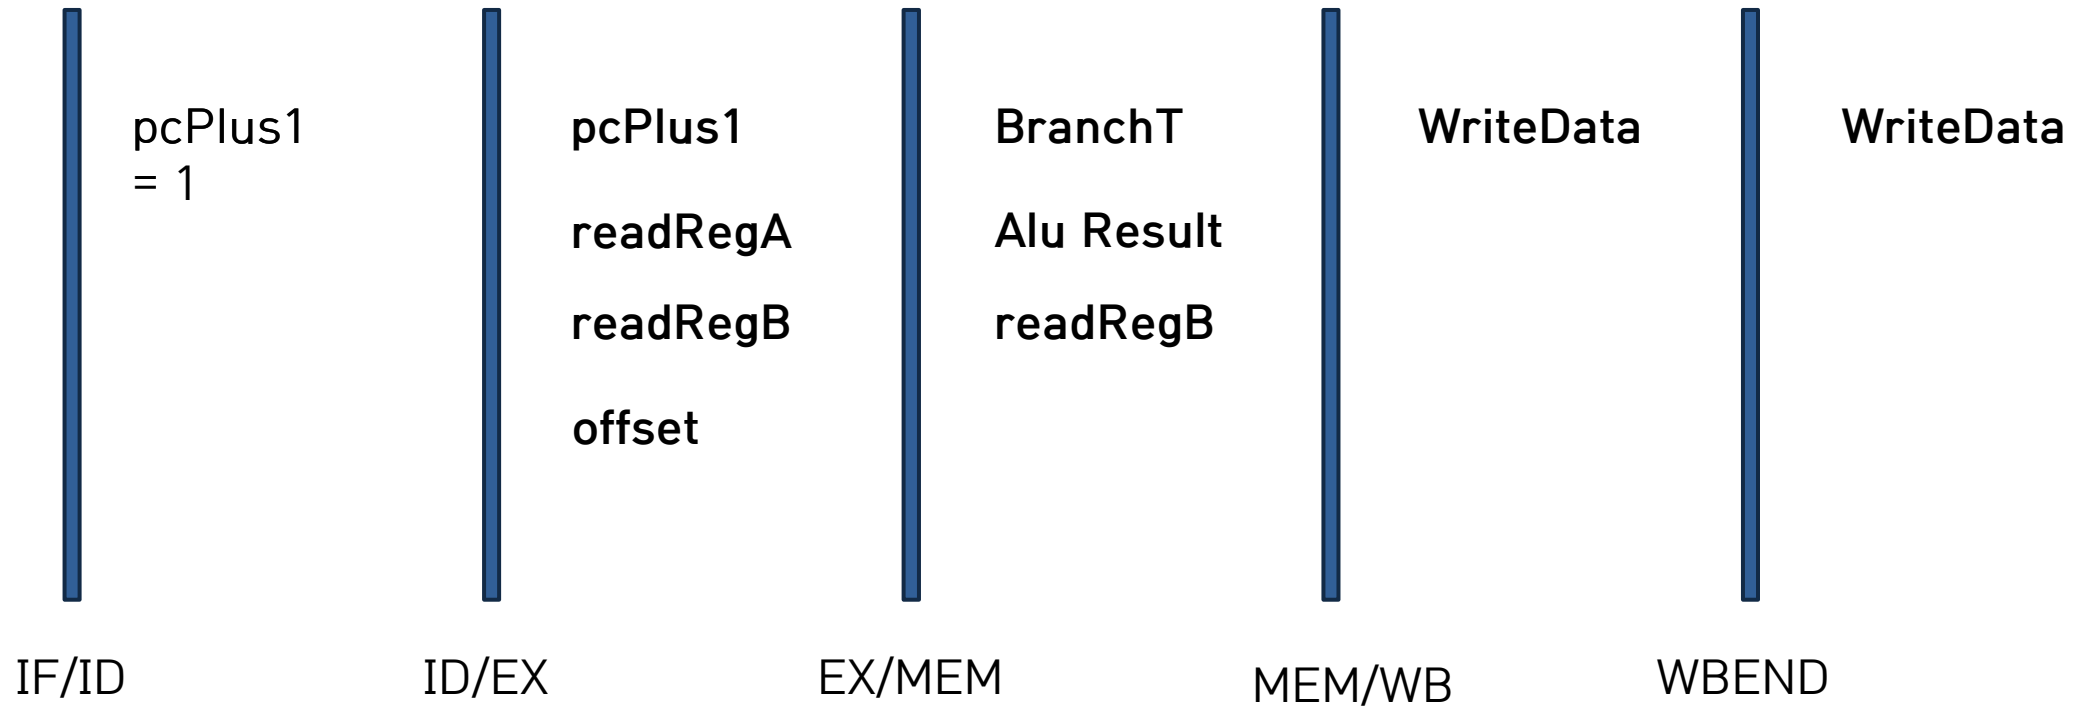 pcPlus1
= 1
pcPlus1
readRegA
readRegB
offset
BranchT
Alu Result
readRegB
WriteData
WriteData
IF/ID
ID/EX
EX/MEM
MEM/WB
WBEND